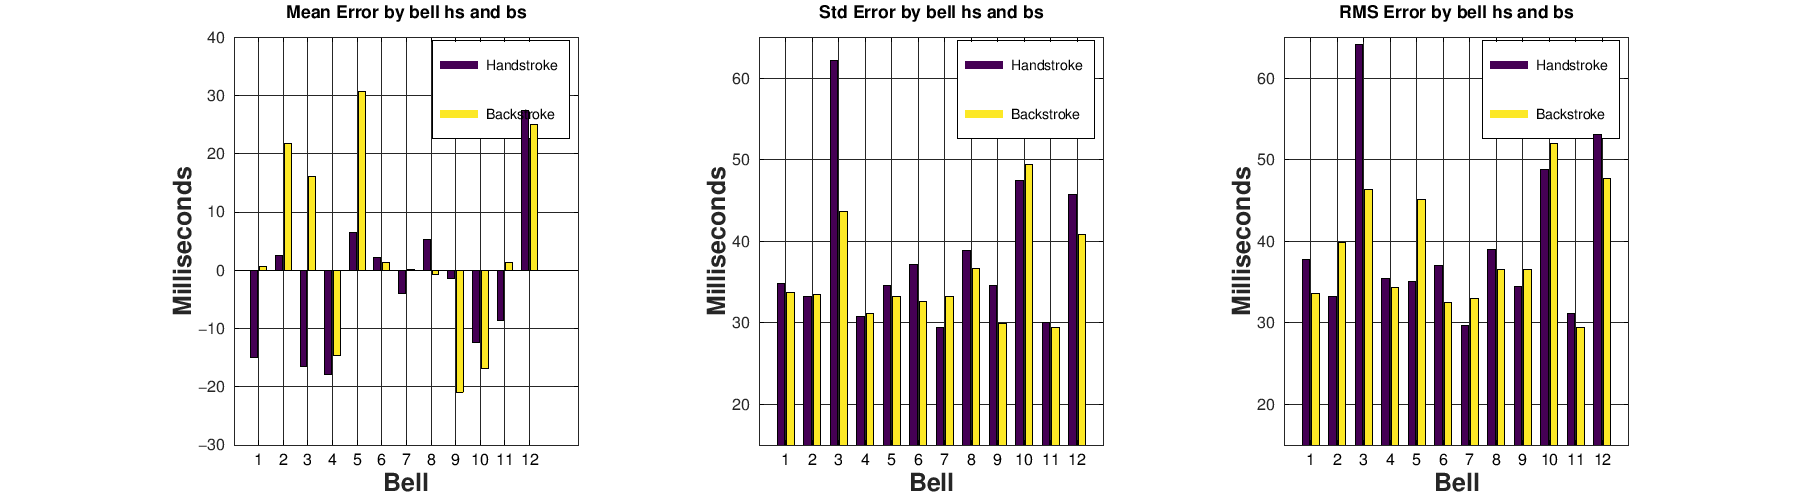 Mean Error by bell hs and bs
40
30
20
10
0
−10
−20
−30
Milliseconds
1 2 3 4 5 6 7 8 9 10 11 12
Bell
Handstroke
Backstroke
Std Error by bell hs and bs
60
50
40
30
20
Milliseconds
1 2 3 4 5 6 7 8 9 10 11 12
Bell
Handstroke
Backstroke
RMS Error by bell hs and bs
60
50
40
30
20
Milliseconds
1 2 3 4 5 6 7 8 9 10 11 12
Bell
Handstroke
Backstroke